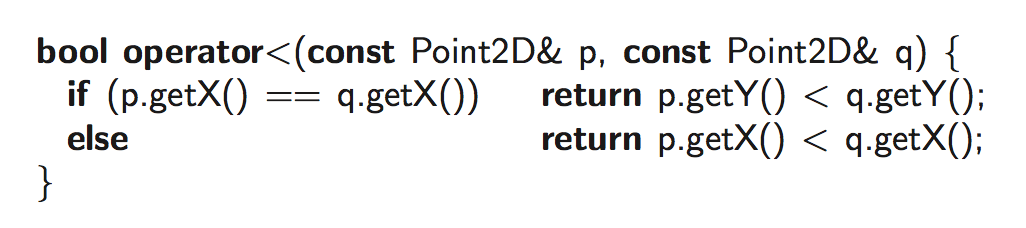 bool operator<(const Point2D& p, const Point2D& q) {
if (p.getX() == q.getX()) return p.getY() < q.getY();
else return p.getX() < q.getX();
}